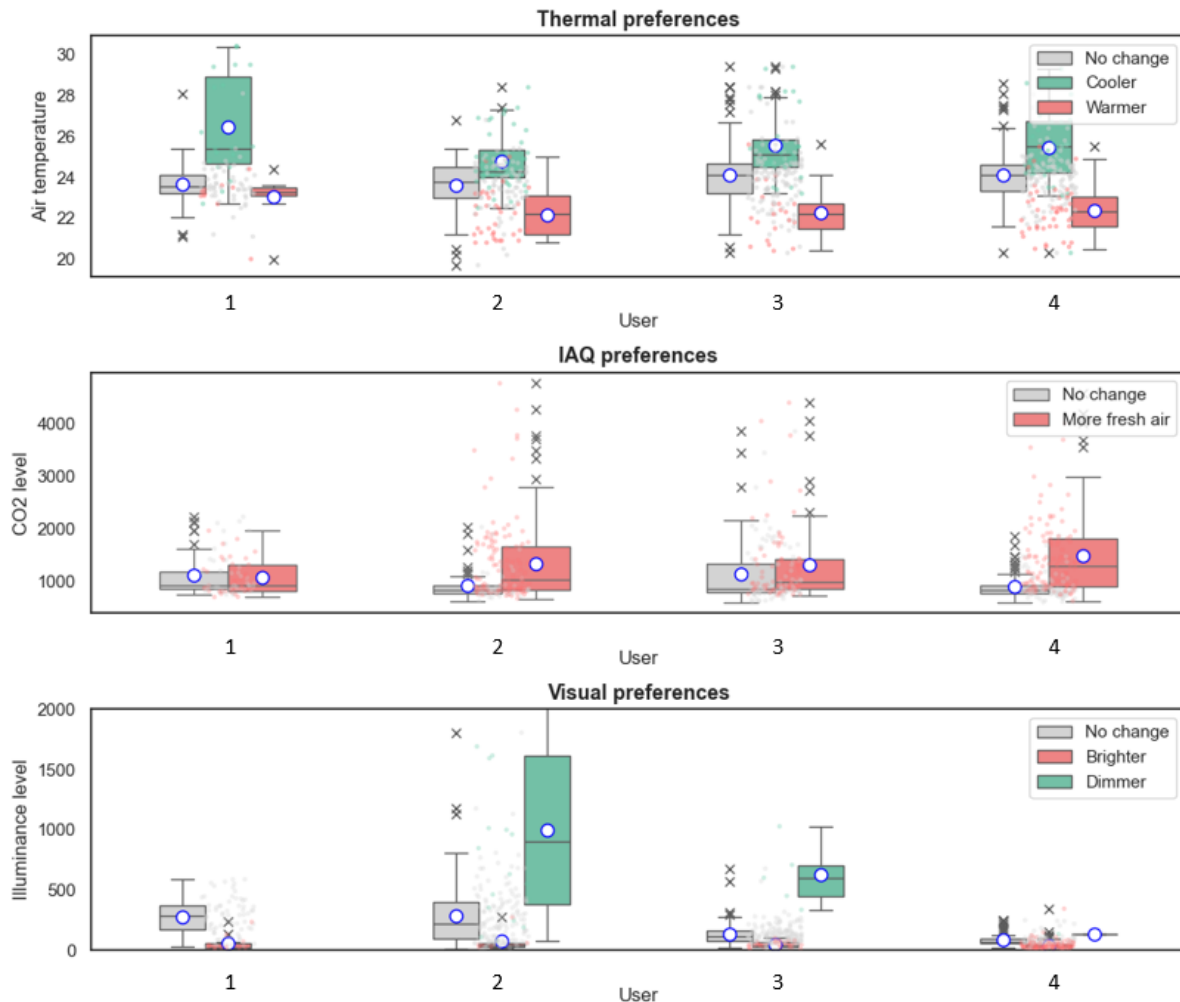 Thermal preferences
30
28
26
24
22
20
Air temperature
No change
Cooler
Warmer
1
2
3
4
User
IAQ preferences
4000
3000
2000
1000
CO2 level
No change
More fresh air
1
2
3
4
User
Visual preferences
2000
1500
1000
500
0
Illuminance level
No change
Brighter
Dimmer
1
2
3
4
User